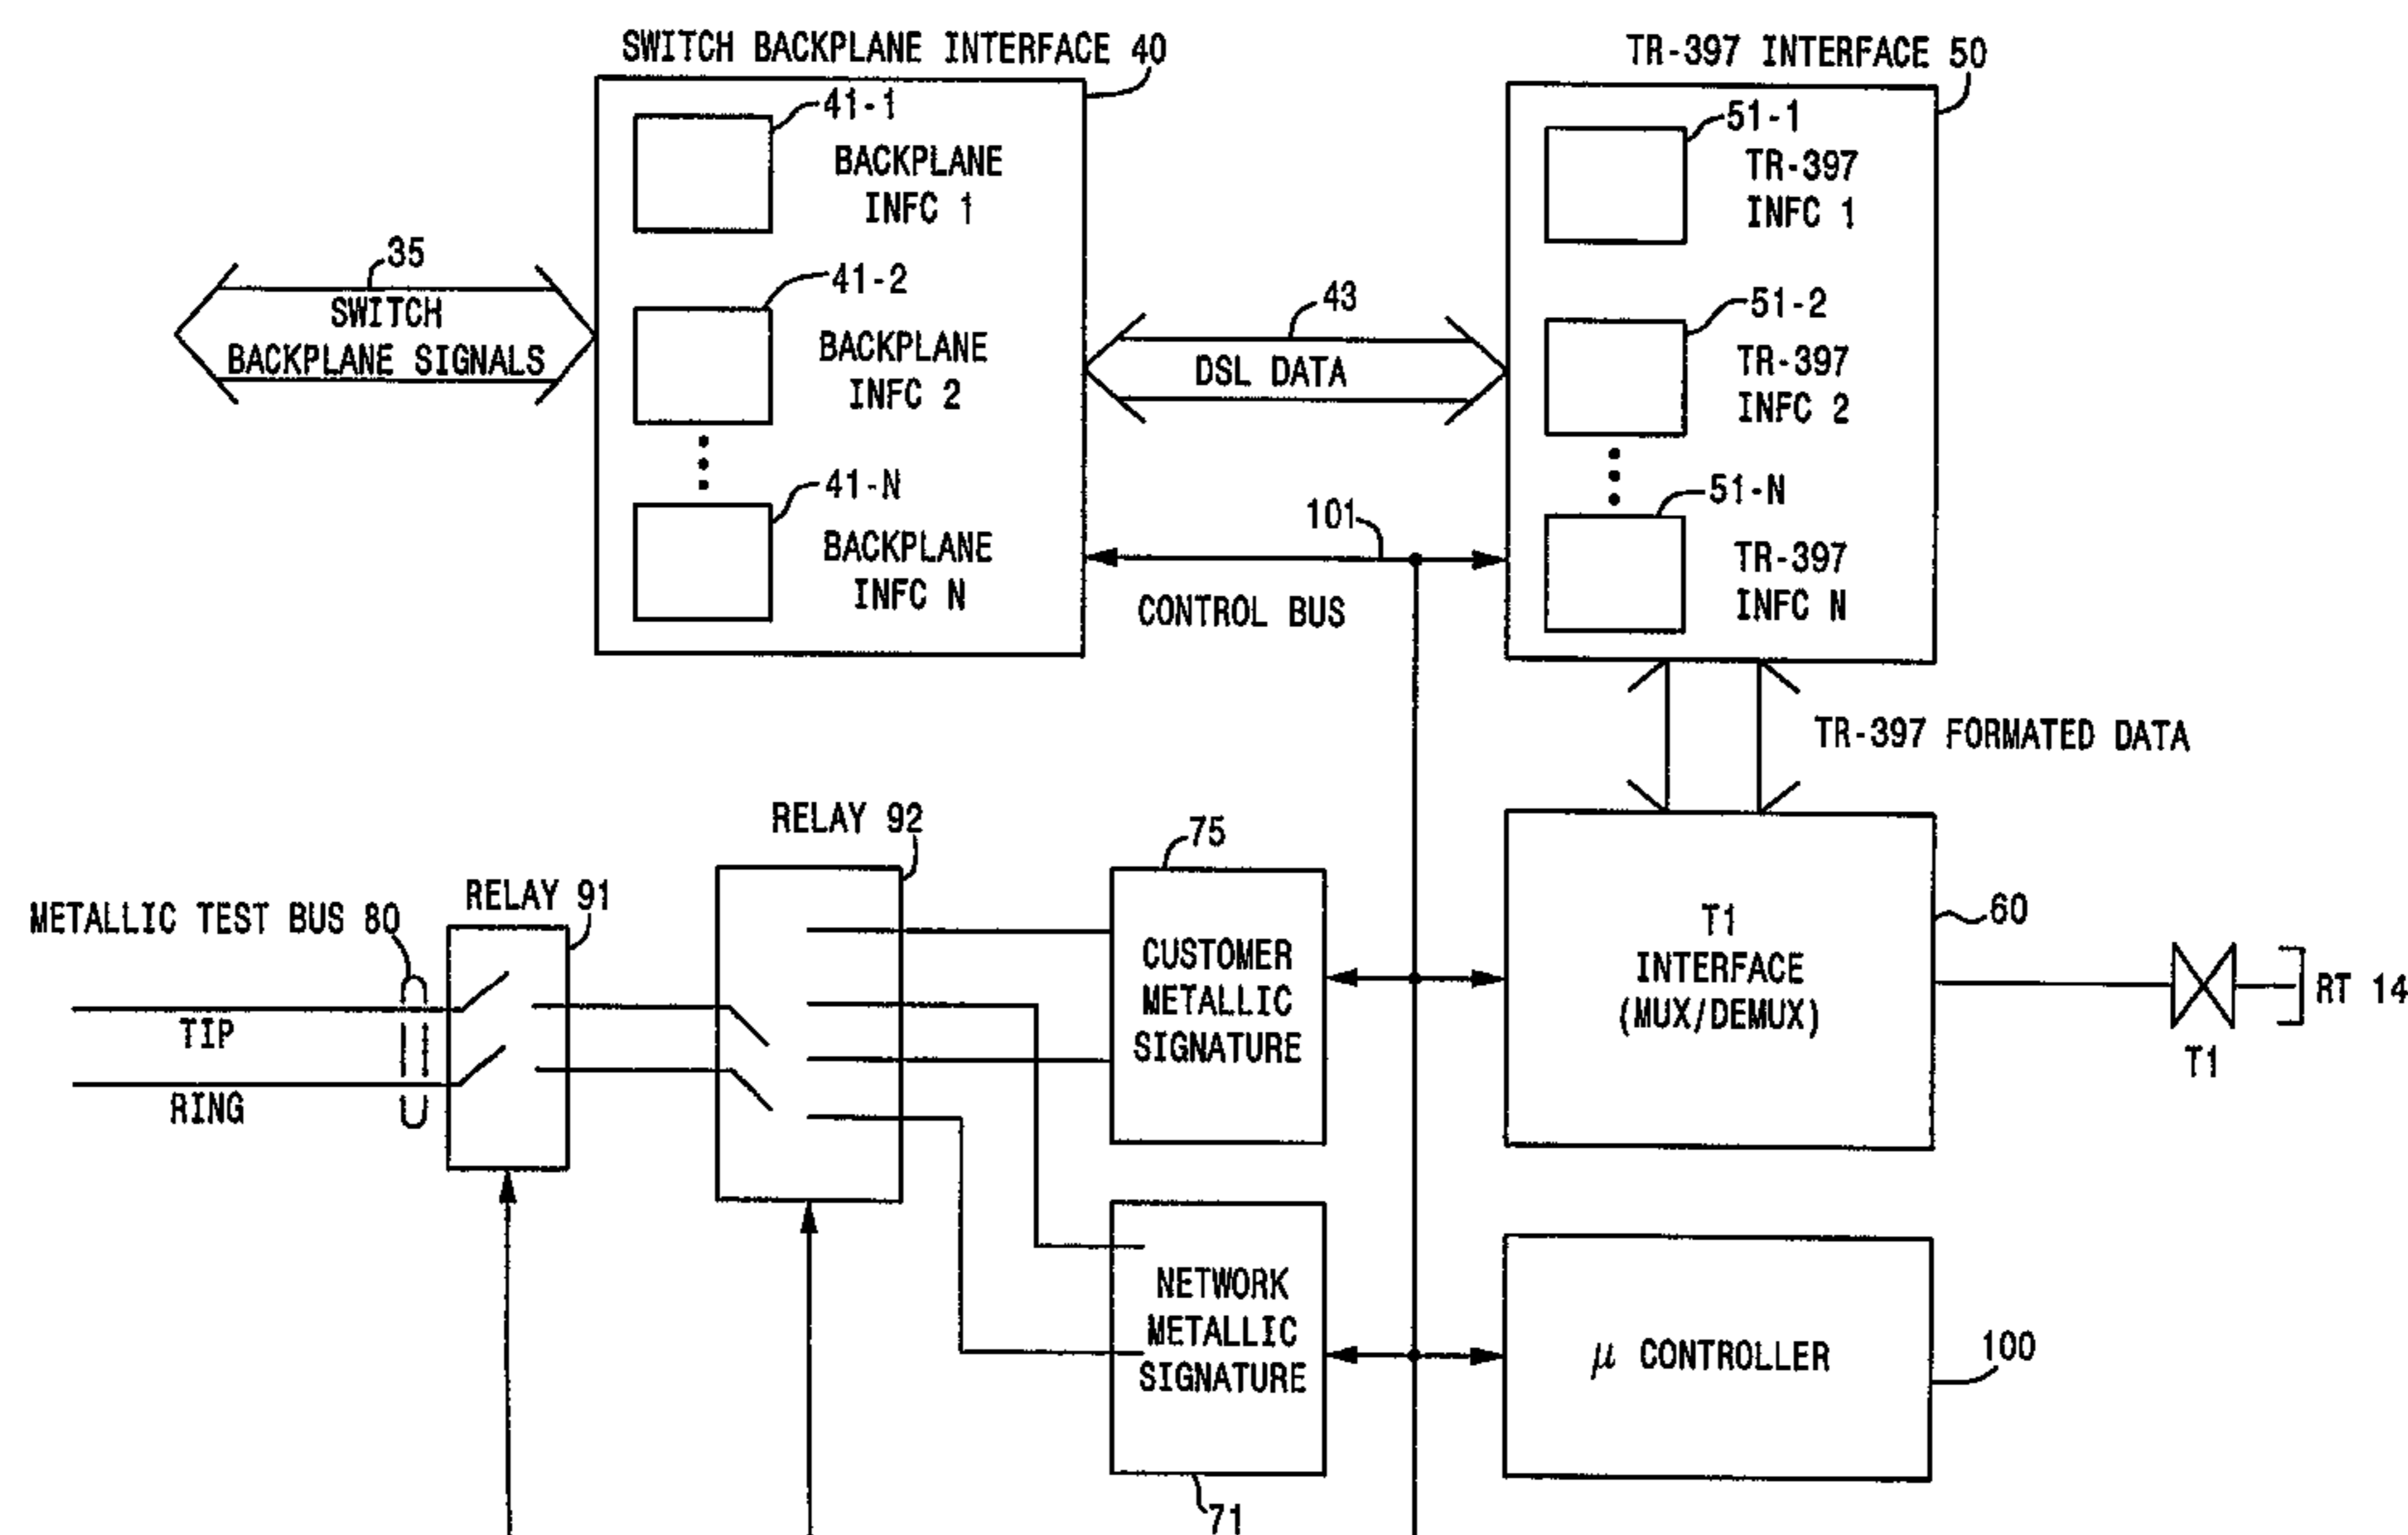 SWITCH BACKPLANE INTERFACE 40
41-1
BACKPLANE
INFC 1
41-2
BACKPLANE
INFC 2
41-N
BACKPLANE
INFC N
35
SWITCH
BACKPLANE SIGNALS
43
DSL DATA
101
CONTROL BUS
TR-397 INTERFACE 50
51-1
TR-397
INFC 1
51-2
TR-397
INFC 2
51-N
TR-397
INFC N
TR-397 FORMATED DATA
METALLIC TEST BUS 80
TIP
RING
RELAY 91
RELAY 92
75
CUSTOMER
METALLIC
SIGNATURE
NETWORK
METALLIC
SIGNATURE
71
T1
INTERFACE
(MUX/DEMUX)
60
T1
RT 14
μ CONTROLLER
100